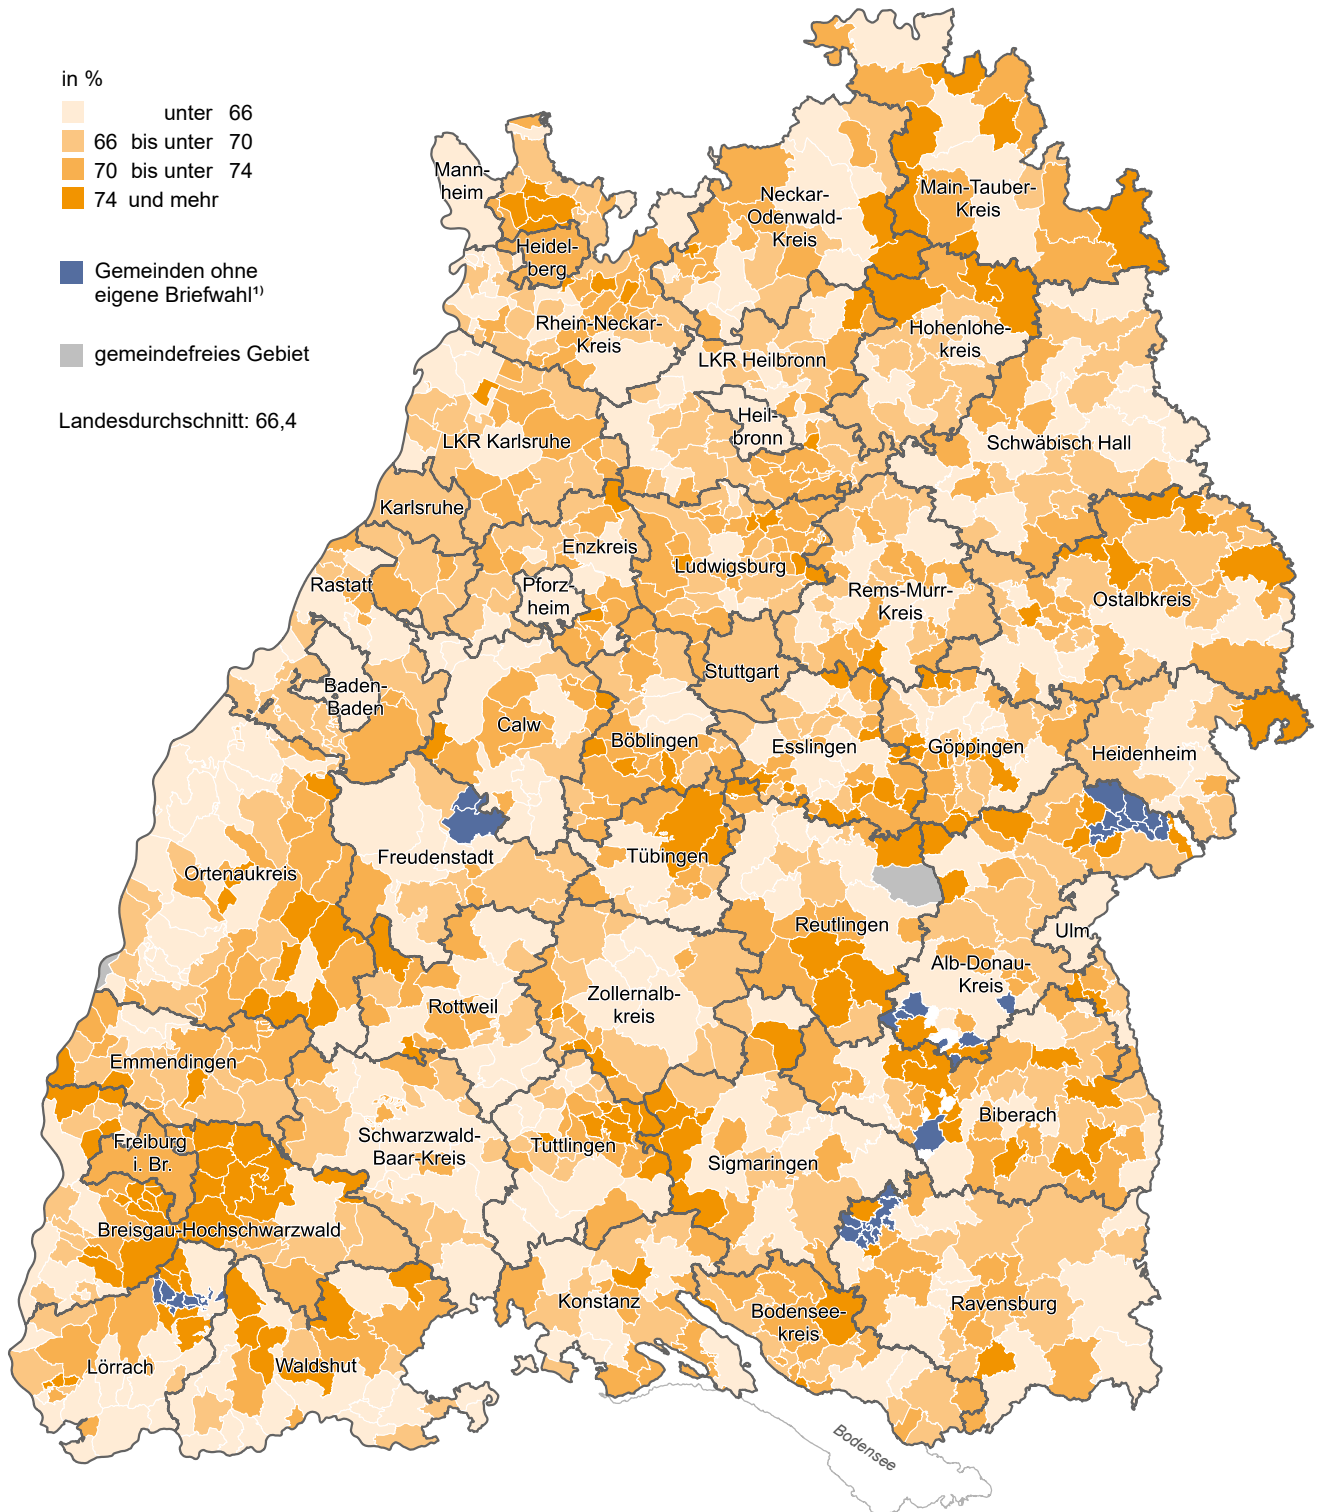 in %
unter 66
66 bis unter 70
70 bis unter 74
74 und mehr
Gemeinden ohne
eigene Briefwahl¹⁾
gemeindefreies Gebiet
Landesdurchschnitt: 66,4
Mann-
heim
Heidel-
berg
Rhein-Neckar-
Kreis
Neckar-
Odenwald-
Kreis
Main-Tauber-
Kreis
Hohenlohe-
kreis
LKR Heilbronn
Heil-
bronn
Schwäbisch Hall
LKR Karlsruhe
Karlsruhe
Enzkreis
Pforz-
heim
Rastatt
Ludwigsburg
Rems-Murr-
Kreis
Ostalbkreis
Baden-
Baden
Calw
Stuttgart
Böblingen
Esslingen
Göppingen
Heidenheim
Freudenstadt
Tübingen
Ortenaukreis
Reutlingen
Ulm
Alb-Donau-
Kreis
Rottweil
Zollernalb-
kreis
Emmendingen
Freiburg
i. Br.
Schwarzwald-
Baar-Kreis
Tuttlingen
Sigmaringen
Biberach
Breisgau-Hochschwarzwald
Konstanz
Bodensee-
kreis
Ravensburg
Lörrach
Waldshut
Bodensee